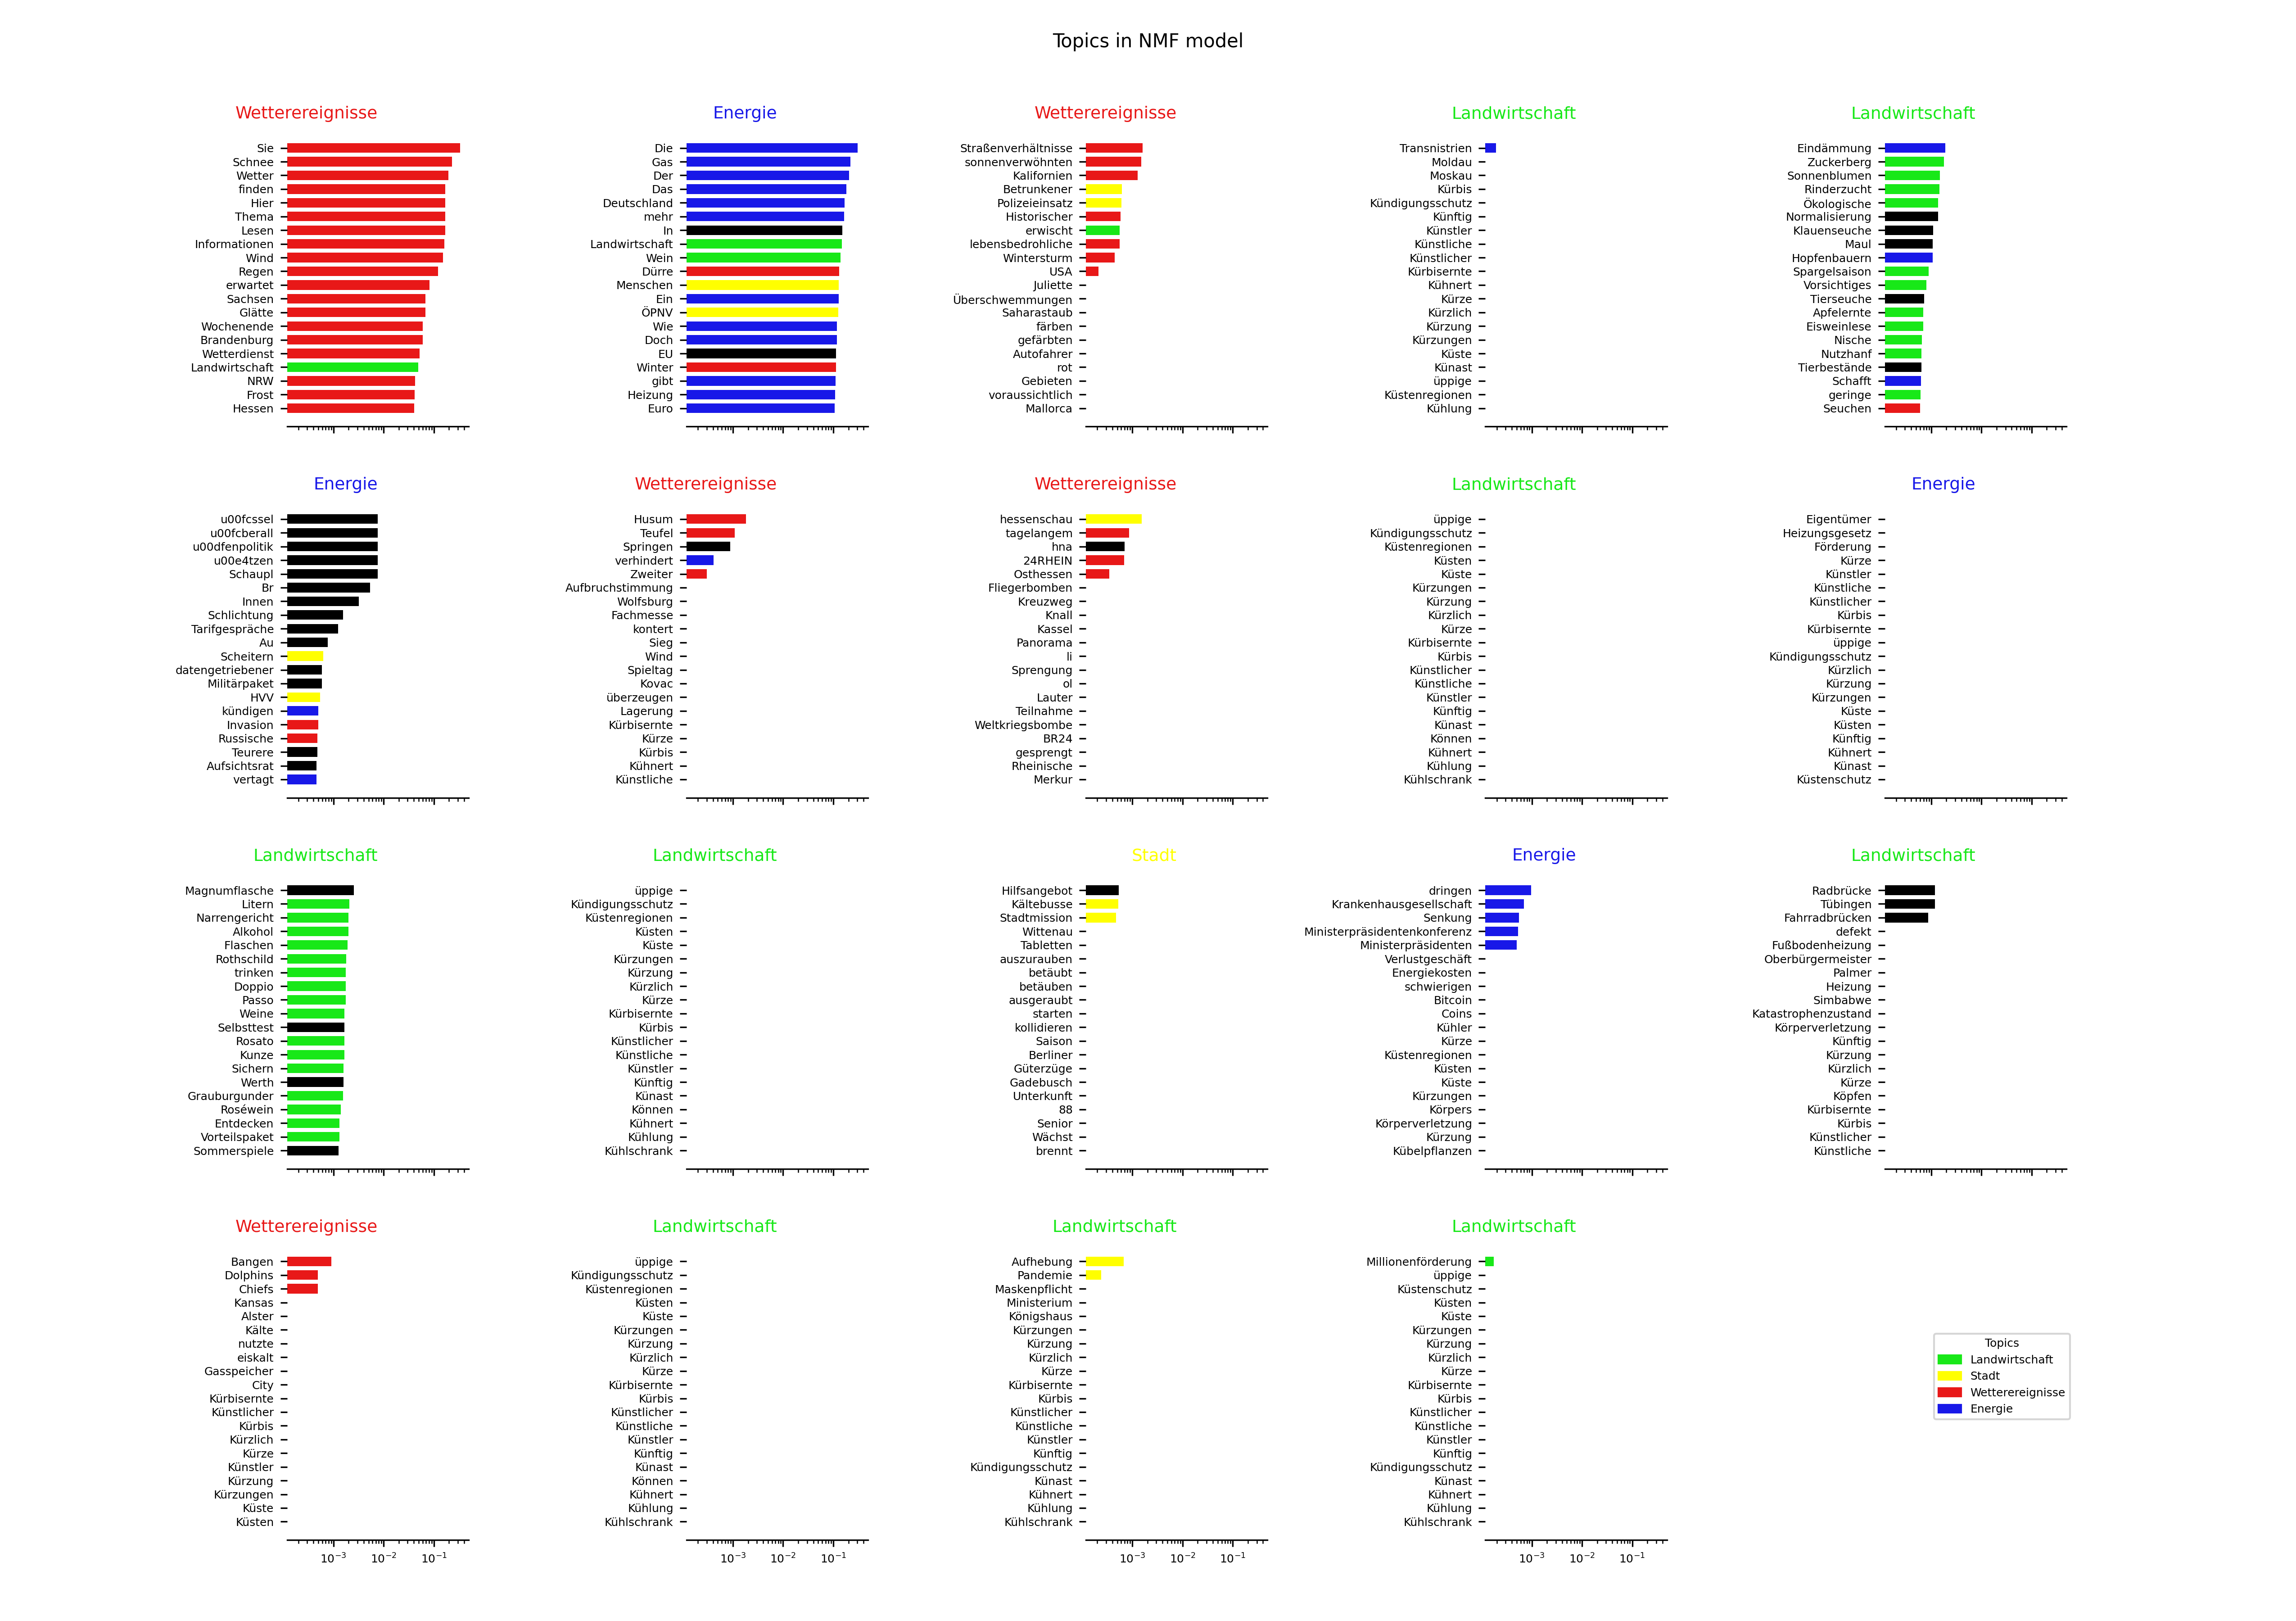 Topics in NMF model
Wetterereignisse
Sie
Schnee
Wetter
finden
Hier
Thema
Lesen
Informationen
Wind
Regen
erwartet
Sachsen
Glätte
Wochenende
Brandenburg
Wetterdienst
Landwirtschaft
NRW
Frost
Hessen
Energie
Die
Gas
Der
Das
Deutschland
mehr
In
Landwirtschaft
Wein
Dürre
Menschen
Ein
ÖPNV
Wie
Doch
EU
Winter
gibt
Heizung
Euro
Wetterereignisse
Straßenverhältnisse
sonnenverwöhnten
Kalifornien
Betrunkener
Polizeieinsatz
Historischer
erwischt
lebensbedrohliche
Wintersturm
USA
Juliette
Überschwemmungen
Saharastaub
färben
gefärbten
Autofahrer
rot
Gebieten
voraussichtlich
Mallorca
Landwirtschaft
Transnistrien
Moldau
Moskau
Kürbis
Kündigungsschutz
Künftig
Künstler
Künstliche
Künstlicher
Kürbisernte
Kühnert
Kürze
Kürzlich
Kürzung
Kürzungen
Küste
Künast
üppige
Küstenregionen
Kühlung
Landwirtschaft
Eindämmung
Zuckerberg
Sonnenblumen
Rinderzucht
Ökologische
Normalisierung
Klauenseuche
Maul
Hopfenbauern
Spargelsaison
Vorsichtiges
Tierseuche
Apfelernte
Eisweinlese
Nische
Nutzhanf
Tierbestände
Schafft
geringe
Seuchen
Energie
u00fcssel
u00fcberall
u00dfenpolitik
u00e4tzen
Schaupl
Br
Innen
Schlichtung
Tarifgespräche
Au
Scheitern
datengetriebener
Militärpaket
HVV
kündigen
Invasion
Russische
Teurere
Aufsichtsrat
vertagt
Wetterereignisse
Husum
Teufel
Springen
verhindert
Zweiter
Aufbruchstimmung
Wolfsburg
Fachmesse
kontert
Sieg
Wind
Spieltag
Kovac
überzeugen
Lagerung
Kürbisernte
Kürze
Kürbis
Kühnert
Künstliche
Wetterereignisse
hessenschau
tagelangem
hna
24RHEIN
Osthessen
Fliegerbomben
Kreuzweg
Knall
Kassel
Panorama
li
Sprengung
ol
Lauter
Teilnahme
Weltkriegsbombe
BR24
gesprengt
Rheinische
Merkur
Landwirtschaft
üppige
Kündigungsschutz
Küstenregionen
Küsten
Küste
Kürzungen
Kürzung
Kürzlich
Kürze
Kürbisernte
Kürbis
Künstlicher
Künstliche
Künstler
Künftig
Künast
Können
Kühnert
Kühlung
Kühlschrank
Energie
Eigentümer
Heizungsgesetz
Förderung
Kürze
Künstler
Künstliche
Künstlicher
Kürbis
Kürbisernte
üppige
Kündigungsschutz
Kürzlich
Kürzung
Kürzungen
Küste
Küsten
Künftig
Kühnert
Künast
Küstenschutz
Landwirtschaft
Magnumflasche
Litern
Narrengericht
Alkohol
Flaschen
Rothschild
trinken
Doppio
Passo
Weine
Selbsttest
Rosato
Kunze
Sichern
Werth
Grauburgunder
Roséwein
Entdecken
Vorteilspaket
Sommerspiele
Landwirtschaft
üppige
Kündigungsschutz
Küstenregionen
Küsten
Küste
Kürzungen
Kürzung
Kürzlich
Kürze
Kürbisernte
Kürbis
Künstlicher
Künstliche
Künstler
Künftig
Künast
Können
Kühnert
Kühlung
Kühlschrank
Stadt
Hilfsangebot
Kältebusse
Stadtmission
Wittenau
Tabletten
auszurauben
betäubt
betäuben
ausgeraubt
starten
kollidieren
Saison
Berliner
Güterzüge
Gadebusch
Unterkunft
88
Senior
Wächst
brennt
Energie
dringen
Krankenhausgesellschaft
Senkung
Ministerpräsidentenkonferenz
Ministerpräsidenten
Verlustgeschäft
Energiekosten
schwierigen
Bitcoin
Coins
Kühler
Kürze
Küstenregionen
Küsten
Küste
Kürzungen
Körpers
Körperverletzung
Kürzung
Kübelpflanzen
Landwirtschaft
Radbrücke
Tübingen
Fahrradbrücken
defekt
Fußbodenheizung
Oberbürgermeister
Palmer
Heizung
Simbabwe
Katastrophenzustand
Körperverletzung
Künftig
Kürzung
Kürzlich
Kürze
Köpfen
Kürbisernte
Kürbis
Künstlicher
Künstliche
Wetterereignisse
Bangen
Dolphins
Chiefs
Kansas
Alster
Kälte
nutzte
eiskalt
Gasspeicher
City
Kürbisernte
Künstlicher
Kürbis
Kürzlich
Kürze
Künstler
Kürzung
Kürzungen
Küste
Küsten
10⁻³ 10⁻² 10⁻¹
Landwirtschaft
üppige
Kündigungsschutz
Küstenregionen
Küsten
Küste
Kürzungen
Kürzung
Kürzlich
Kürze
Kürbisernte
Kürbis
Künstlicher
Künstliche
Künstler
Künftig
Künast
Können
Kühnert
Kühlung
Kühlschrank
10⁻³ 10⁻² 10⁻¹
Landwirtschaft
Aufhebung
Pandemie
Maskenpflicht
Ministerium
Königshaus
Kürzungen
Kürzung
Kürzlich
Kürze
Kürbisernte
Kürbis
Künstlicher
Künstliche
Künstler
Künftig
Kündigungsschutz
Künast
Kühnert
Kühlung
Kühlschrank
10⁻³ 10⁻² 10⁻¹
Landwirtschaft
Millionenförderung
üppige
Küstenschutz
Küsten
Küste
Kürzungen
Kürzung
Kürzlich
Kürze
Kürbisernte
Kürbis
Künstlicher
Künstliche
Künstler
Künftig
Kündigungsschutz
Künast
Kühnert
Kühlung
Kühlschrank
10⁻³ 10⁻² 10⁻¹
Topics
Landwirtschaft
Stadt
Wetterereignisse
Energie